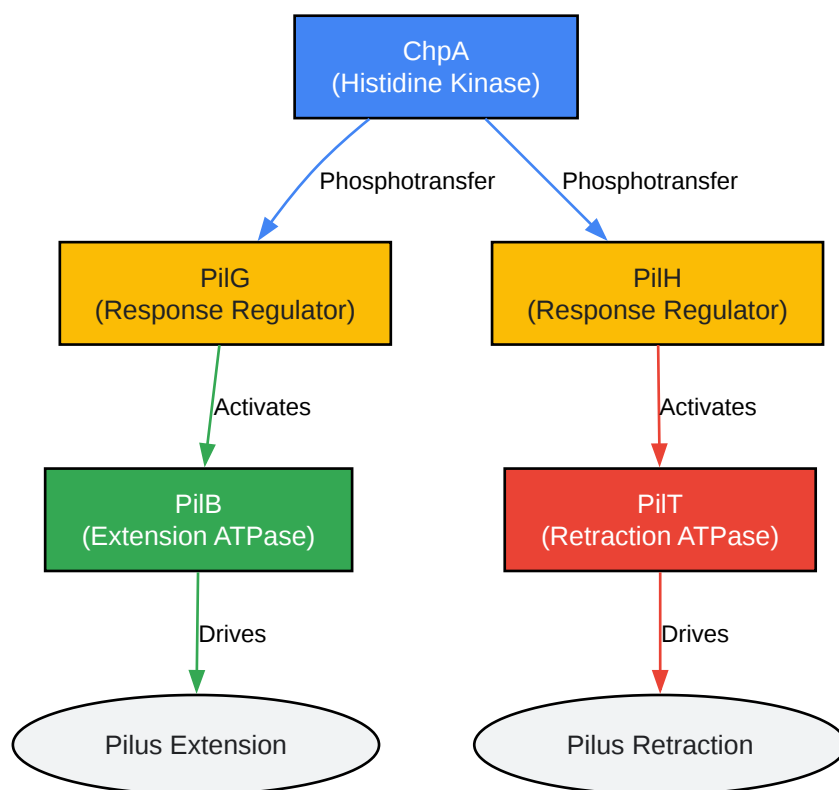 ChpA
(Histidine Kinase)
Phosphotransfer
Phosphotransfer
PilG
(Response Regulator)
PilH
(Response Regulator)
Activates
Activates
PilB
(Extension ATPase)
PilT
(Retraction ATPase)
Drives
Drives
Pilus Extension
Pilus Retraction